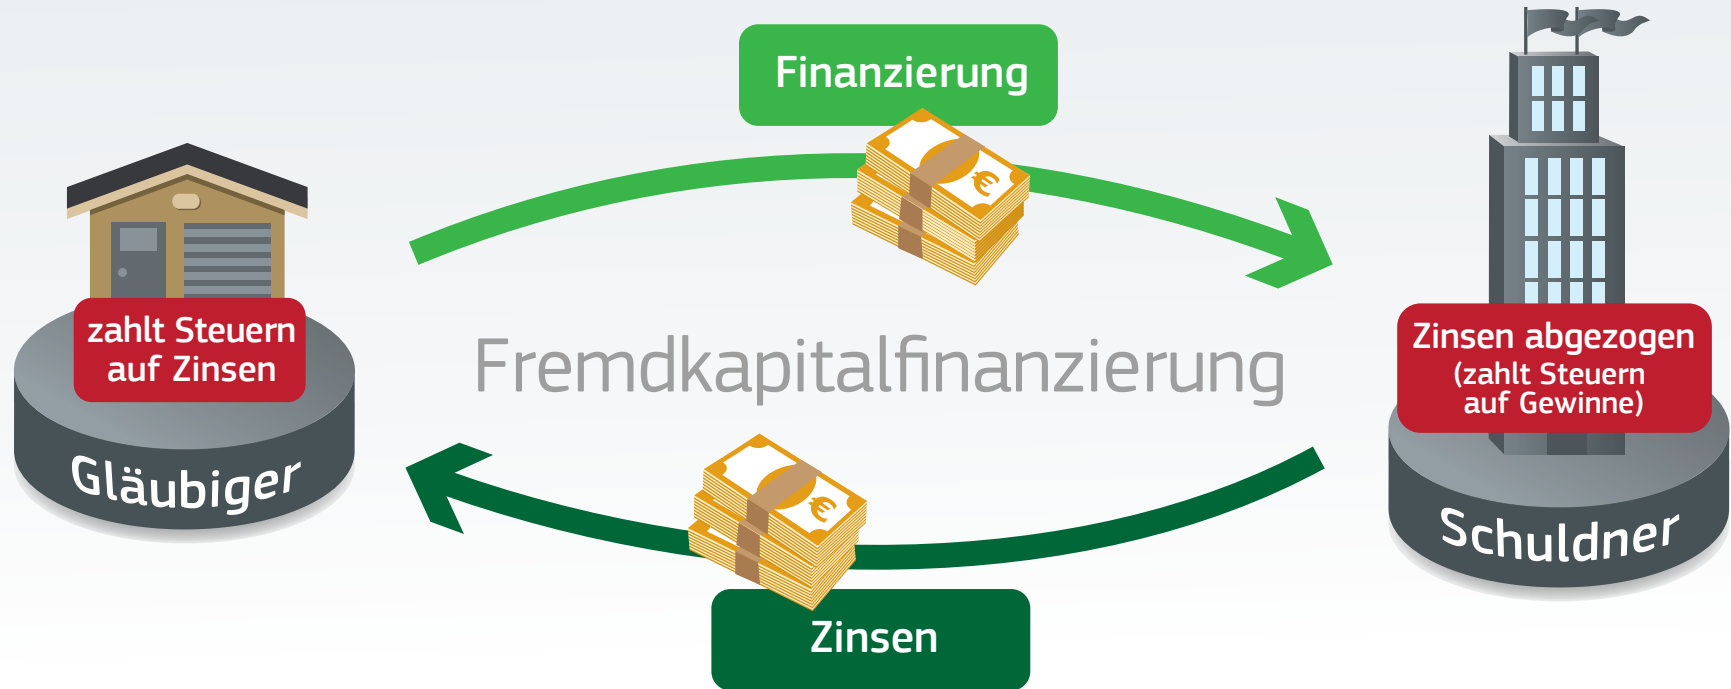 Finanzierung
zahlt Steuern
auf Zinsen
Gläubiger
Fremdkapitalfinanzierung
Zinsen abgezogen
(zahlt Steuern
auf Gewinne)
Schuldner
Zinsen